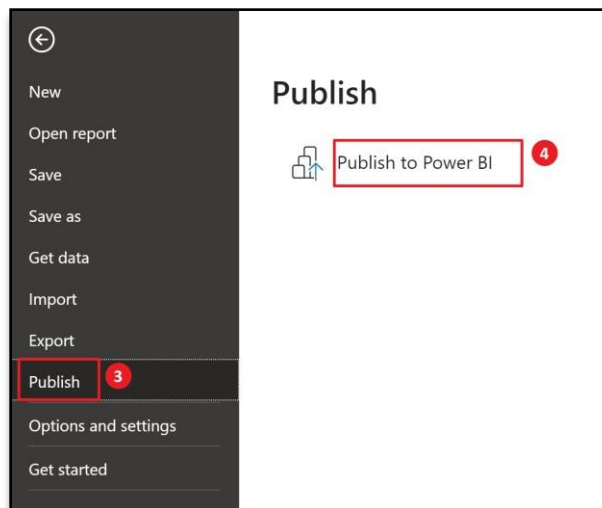 New
Open report
Save
Save as
Get data
Import
Export
Publish 3
Options and settings
Get started
Publish
Publish to Power BI 4